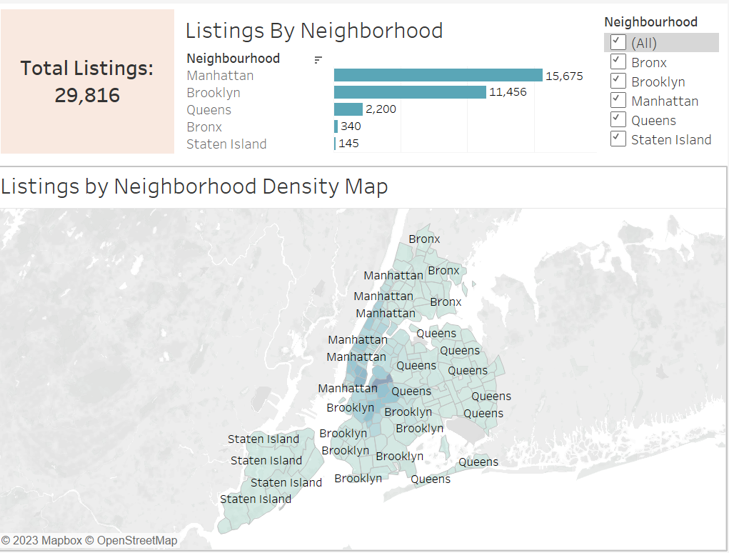 Total Listings:
29,816
Listings By Neighborhood
Neighbourhood
Manhattan 15,675
Brooklyn 11,456
Queens 2,200
Bronx 340
Staten Island 145
Neighbourhood
(All)
Bronx
Brooklyn
Manhattan
Queens
Staten Island
Listings by Neighborhood Density Map
Bronx
Manhattan Bronx
Manhattan
Bronx
Manhattan
Queens
Manhattan
Queens
Manhattan
Queens
Queens
Manhattan
Queens
Queens
Brooklyn
Brooklyn
Queens
Brooklyn
Brooklyn
Staten Island
Brooklyn
Brooklyn
Staten Island
Queens
Brooklyn
Queens
Staten Island
Staten Island
© 2023 Mapbox © OpenStreetMap